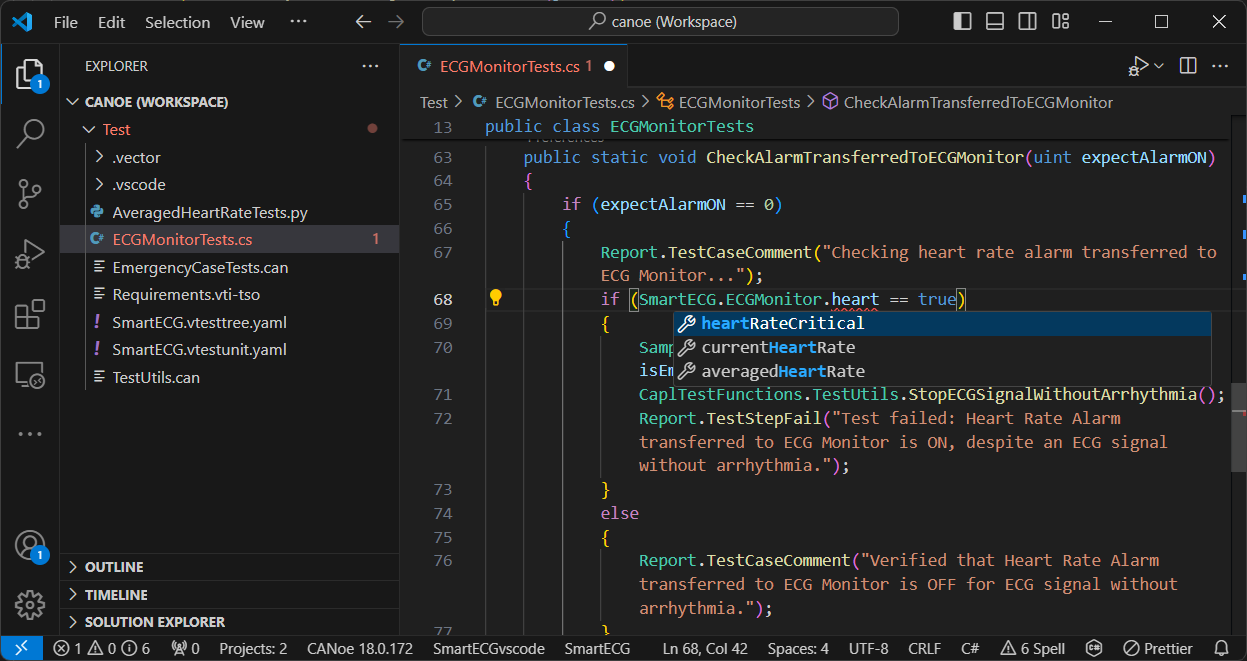 File Edit Selection View ··· canoe (Workspace)
EXPLORER
CANOE (WORKSPACE)
Test
.vector
.vscode
AveragedHeartRateTests.py
ECGMonitorTests.cs 1
EmergencyCaseTests.can
Requirements.vti-tso
SmartECG.vtesttree.yaml
SmartECG.vtestunit.yaml
TestUtils.can
OUTLINE
TIMELINE
SOLUTION EXPLORER
1
1
C# ECGMonitorTests.cs 1
Test > C# ECGMonitorTests.cs > ECGMonitorTests > CheckAlarmTransferredToECGMonitor
13 public class ECGMonitorTests
63 public static void CheckAlarmTransferredToECGMonitor(uint expectAlarmON)
64 {
65 if (expectAlarmON == 0)
66 {
67 Report.TestCaseComment("Checking heart rate alarm transferred to
ECG Monitor...");
68 if (SmartECG.ECGMonitor.heart == true)
69 {
heartRateCritical
70 Samp
currentHeartRate
isEm
averagedHeartRate
71 CaplTestFunctions.TestUtils.StopECGSignalWithoutArrhythmia();
72 Report.TestStepFail("Test failed: Heart Rate Alarm
transferred to ECG Monitor is ON, despite an ECG signal
without arrhythmia.");
73 }
74 else
75 {
76 Report.TestCaseComment("Verified that Heart Rate Alarm
transferred to ECG Monitor is OFF for ECG signal without
arrhythmia.");
77 }
1 0 6 0 Projects: 2 CANoe 18.0.172 SmartECGvscode SmartECG Ln 68, Col 42 Spaces: 4 UTF-8 CRLF C# 6 Spell Prettier